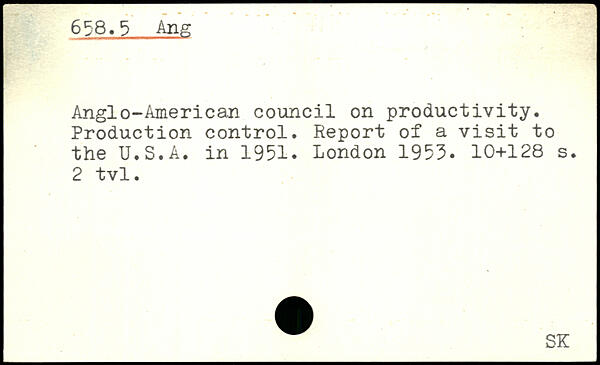 658.5 Ang
Anglo-American council on productivity.
Production control. Report of a visit to
the U.S.A. in 1951. London 1953. 10+128 s.
2 tvl.
SK